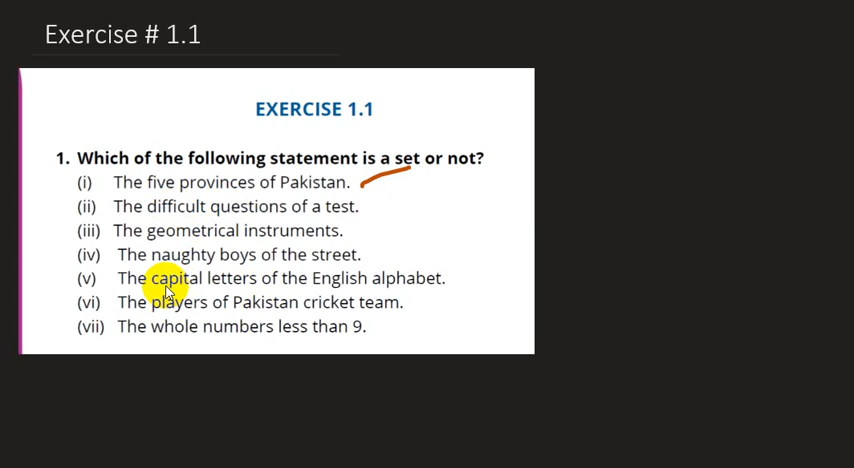 Exercise # 1.1
EXERCISE 1.1
1. Which of the following statement is a set or not?
(i) The five provinces of Pakistan.
(ii) The difficult questions of a test.
(iii) The geometrical instruments.
(iv) The naughty boys of the street.
(v) The capital letters of the English alphabet.
(vi) The players of Pakistan cricket team.
(vii) The whole numbers less than 9.